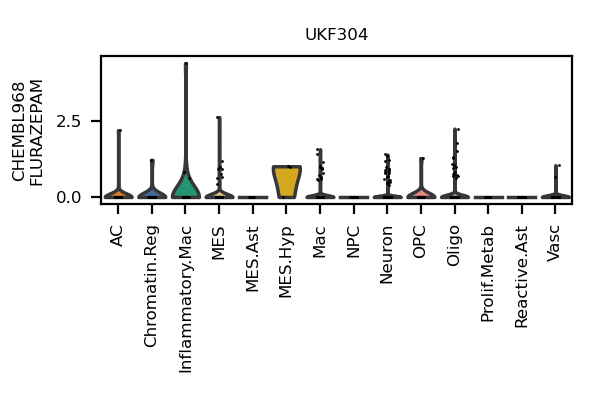 UKF304
CHEMBL968
FLURAZEPAM
2.5
0.0
AC
Chromatin.Reg
Inflammatory.Mac
MES
MES.Ast
MES.Hyp
Mac
NPC
Neuron
OPC
Oligo
Prolif.Metab
Reactive.Ast
Vasc